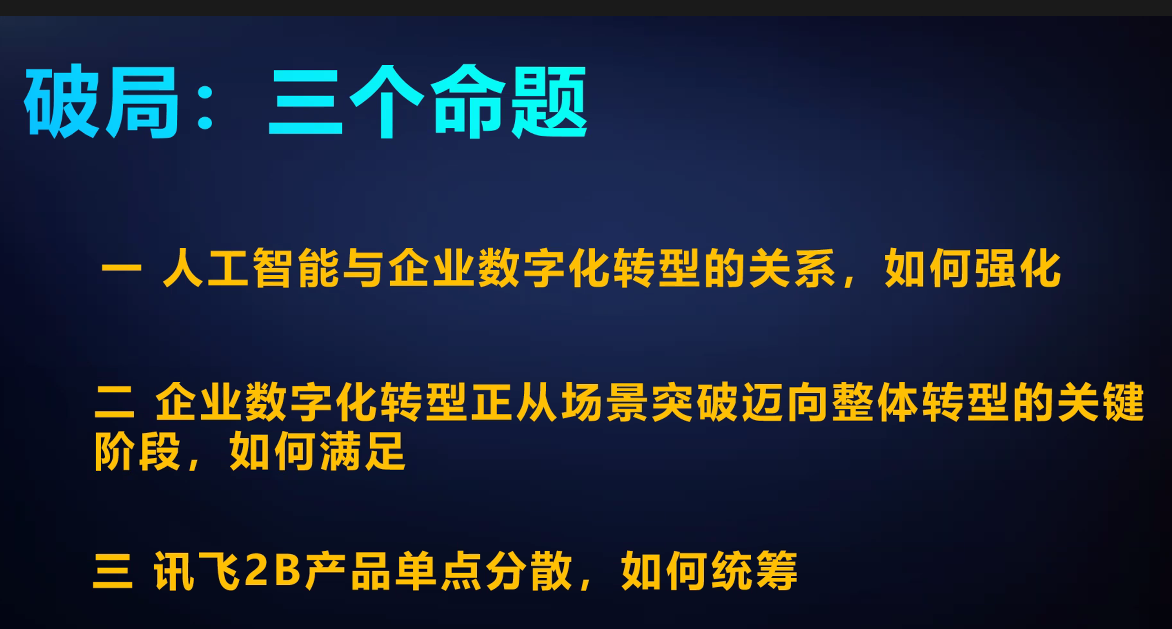 破局：三个命题
一 人工智能与企业数字化转型的关系，如何强化
二 企业数字化转型正从场景突破迈向整体转型的关键
阶段，如何满足
三 讯飞2B产品单点分散，如何统筹